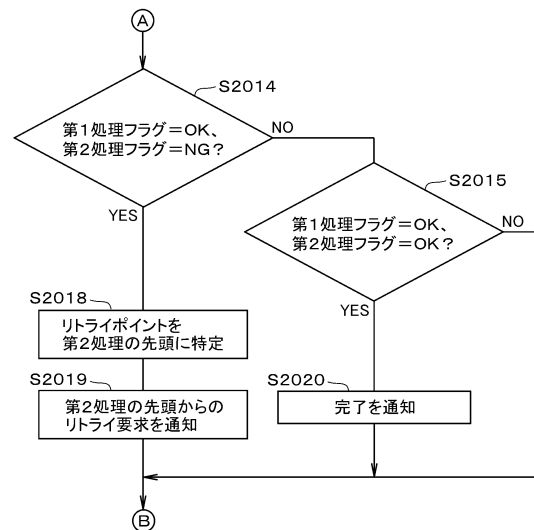 A
S2014
第1処理フラグ=OK、
第2処理フラグ=NG?
NO
YES
S2015
第1処理フラグ=OK、
第2処理フラグ=OK?
NO
YES
S2018
リトライポイントを
第2処理の先頭に特定
S2019
第2処理の先頭からの
リトライ要求を通知
S2020
完了を通知
B